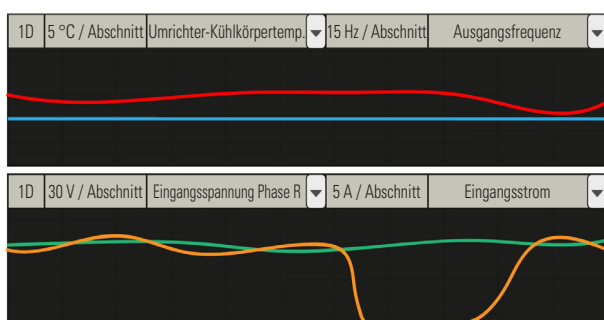 1D 5 °C / Abschnitt Umrichter-Kühlkörpertemp. 15 Hz / Abschnitt Ausgangsfrequenz
1D 30 V / Abschnitt Eingangsspannung Phase R 5 A / Abschnitt Eingangsstrom